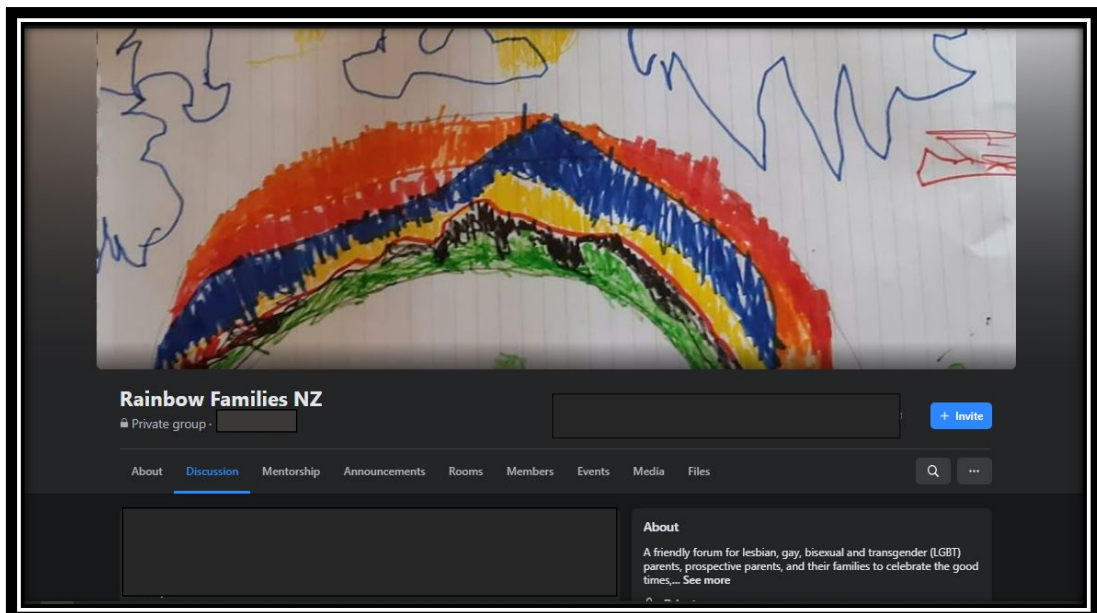 Rainbow Families NZ
Private group ·
+ Invite
About Discussion Mentorship Announcements Rooms Members Events Media Files
About
A friendly forum for lesbian, gay, bisexual and transgender (LGBT)
parents, prospective parents, and their families to celebrate the good
times,... See more